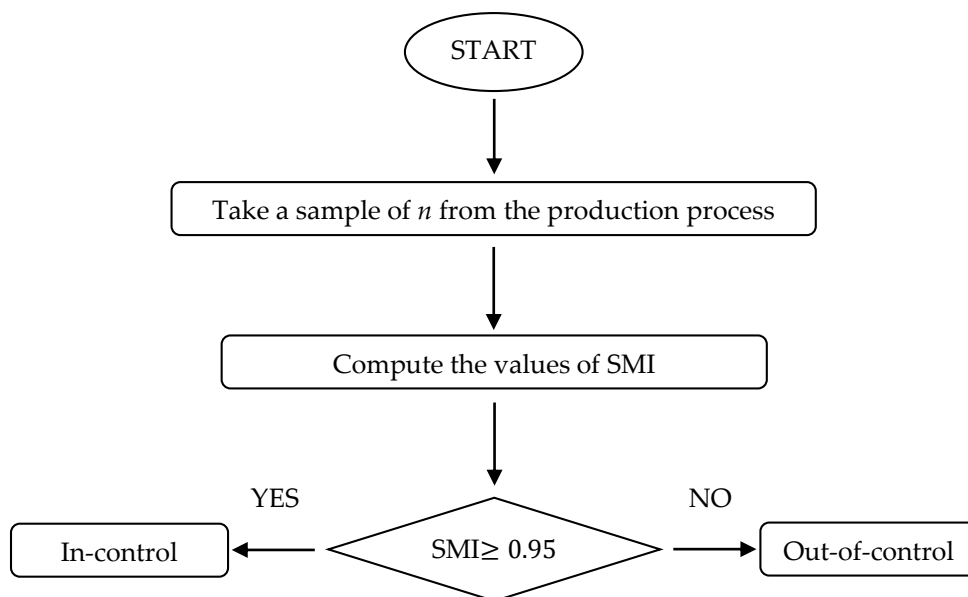 START
Take a sample of n from the production process
Compute the values of SMI
YES
NO
In-control
SMI≥ 0.95
Out-of-control